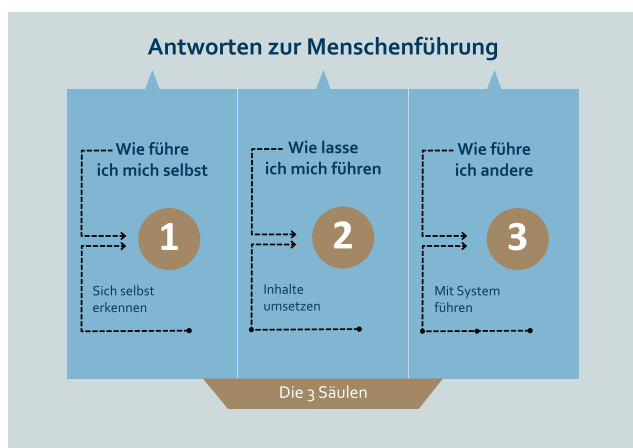 Antworten zur Menschenführung
Wie führe
ich mich selbst
1
Sich selbst
erkennen
Wie lasse
ich mich führen
2
Inhalte
umsetzen
Wie führe
ich andere
3
Mit System
führen
Die 3 Säulen